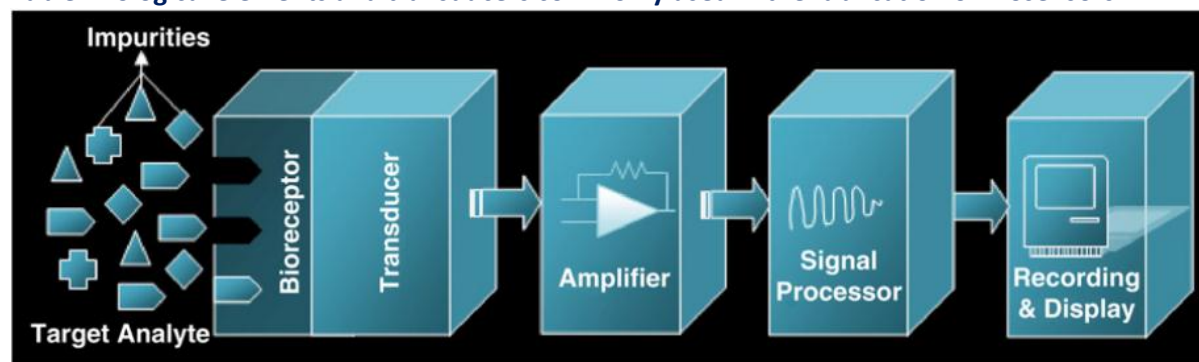 Impurities
Target Analyte
Bioreceptor
Transducer
Amplifier
Signal
Processor
Recording
& Display